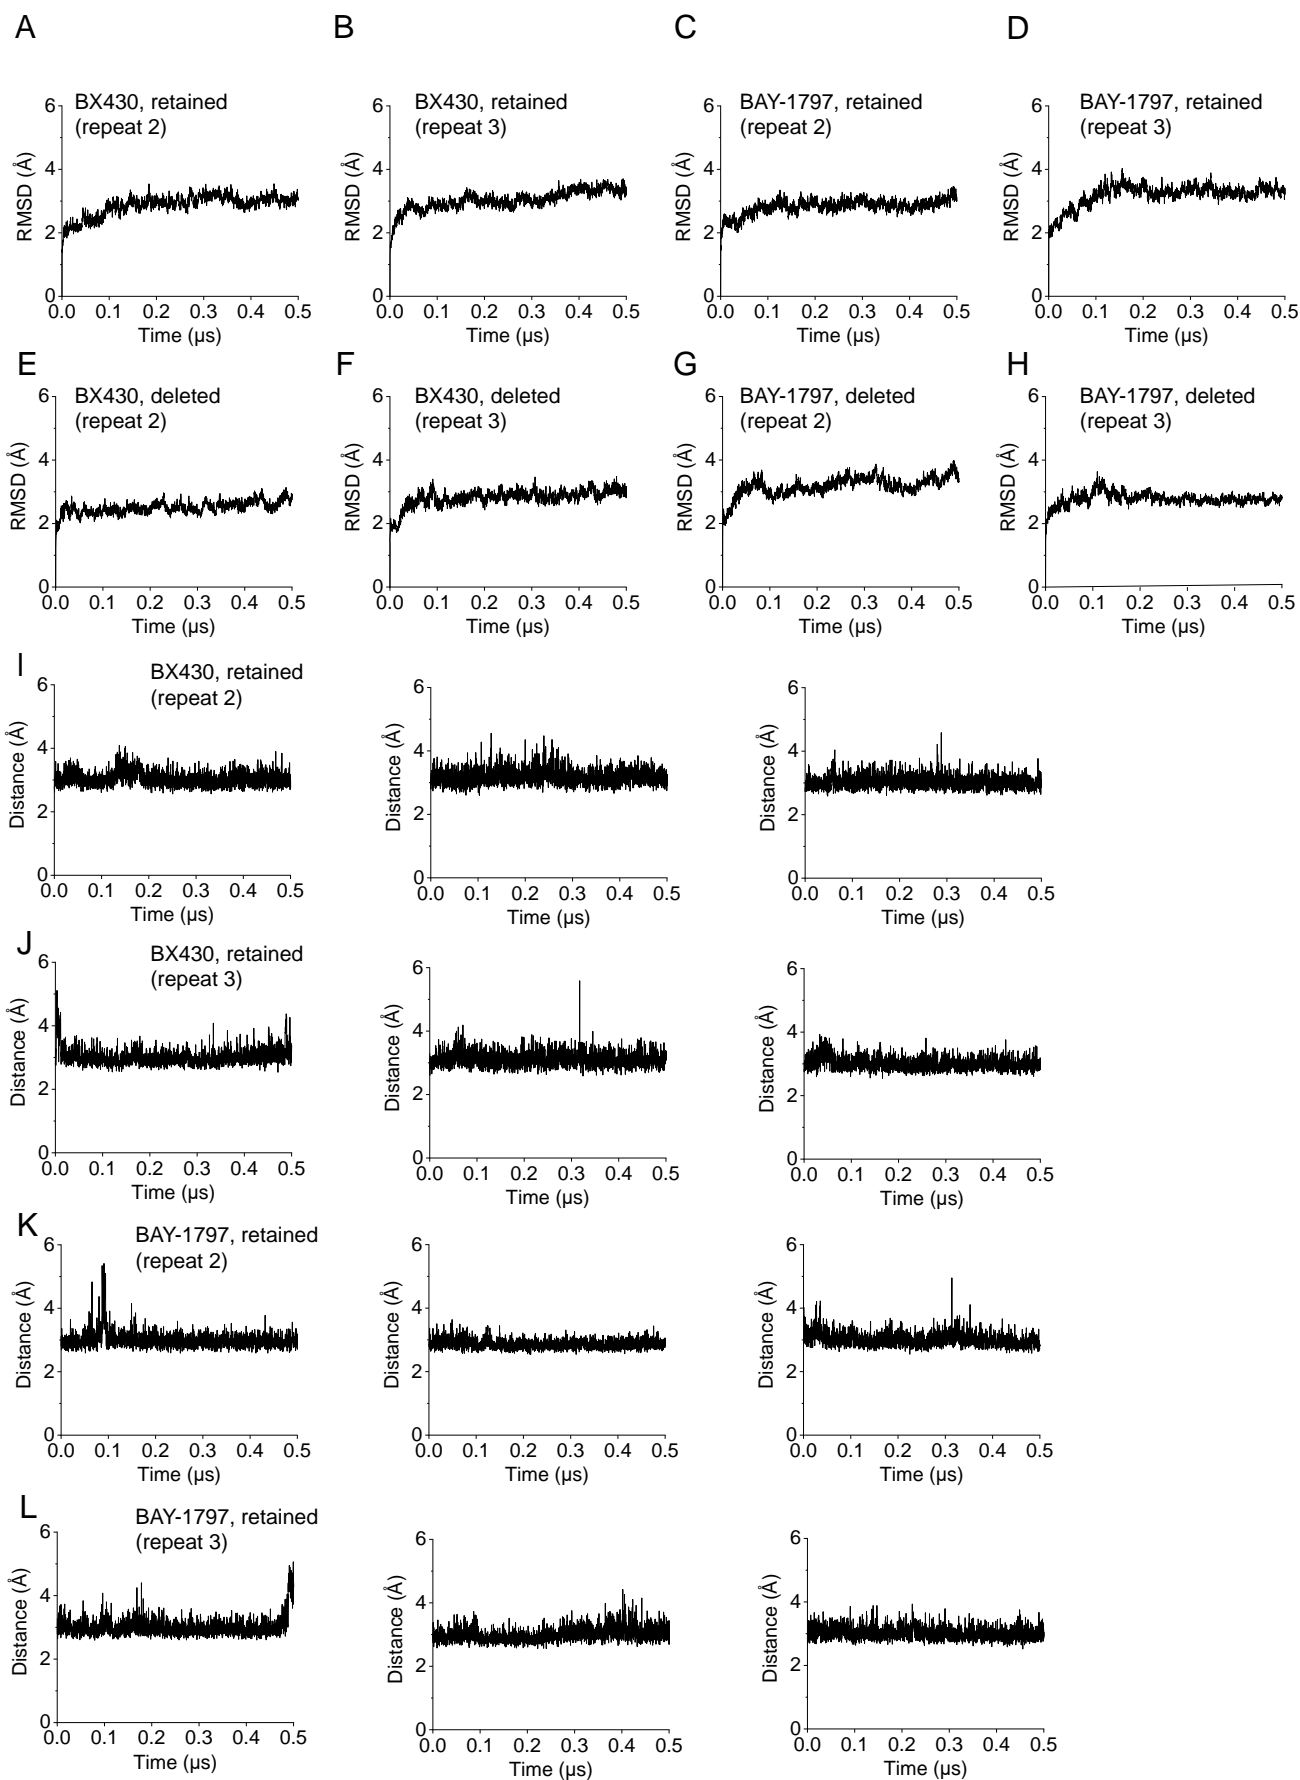 A
B
C
D
BX430, retained
(repeat 2)
BX430, retained
(repeat 3)
BAY-1797, retained
(repeat 2)
BAY-1797, retained
(repeat 3)
RMSD (Å)
6
4
2
0
0.0 0.1 0.2 0.3 0.4 0.5
Time (µs)
RMSD (Å)
6
4
2
0
0.0 0.1 0.2 0.3 0.4 0.5
Time (µs)
RMSD (Å)
6
4
2
0
0.0 0.1 0.2 0.3 0.4 0.5
Time (µs)
RMSD (Å)
6
4
2
0
0.0 0.1 0.2 0.3 0.4 0.5
Time (µs)
E
F
G
H
BX430, deleted
(repeat 2)
BX430, deleted
(repeat 3)
BAY-1797, deleted
(repeat 2)
BAY-1797, deleted
(repeat 3)
RMSD (Å)
6
4
2
0
0.0 0.1 0.2 0.3 0.4 0.5
Time (µs)
RMSD (Å)
6
4
2
0
0.0 0.1 0.2 0.3 0.4 0.5
Time (µs)
RMSD (Å)
6
4
2
0
0.0 0.1 0.2 0.3 0.4 0.5
Time (µs)
RMSD (Å)
6
4
2
0
0.0 0.1 0.2 0.3 0.4 0.5
Time (µs)
I
BX430, retained
(repeat 2)
Distance (Å)
6
4
2
0
0.0 0.1 0.2 0.3 0.4 0.5
Time (µs)
Distance (Å)
6
4
2
0
0.0 0.1 0.2 0.3 0.4 0.5
Time (µs)
Distance (Å)
6
4
2
0
0.0 0.1 0.2 0.3 0.4 0.5
Time (µs)
J
BX430, retained
(repeat 3)
Distance (Å)
6
4
2
0
0.0 0.1 0.2 0.3 0.4 0.5
Time (µs)
Distance (Å)
6
4
2
0
0.0 0.1 0.2 0.3 0.4 0.5
Time (µs)
Distance (Å)
6
4
2
0
0.0 0.1 0.2 0.3 0.4 0.5
Time (µs)
K
BAY-1797, retained
(repeat 2)
Distance (Å)
6
4
2
0
0.0 0.1 0.2 0.3 0.4 0.5
Time (µs)
Distance (Å)
6
4
2
0
0.0 0.1 0.2 0.3 0.4 0.5
Time (µs)
Distance (Å)
6
4
2
0
0.0 0.1 0.2 0.3 0.4 0.5
Time (µs)
L
BAY-1797, retained
(repeat 3)
Distance (Å)
6
4
2
0
0.0 0.1 0.2 0.3 0.4 0.5
Time (µs)
Distance (Å)
6
4
2
0
0.0 0.1 0.2 0.3 0.4 0.5
Time (µs)
Distance (Å)
6
4
2
0
0.0 0.1 0.2 0.3 0.4 0.5
Time (µs)